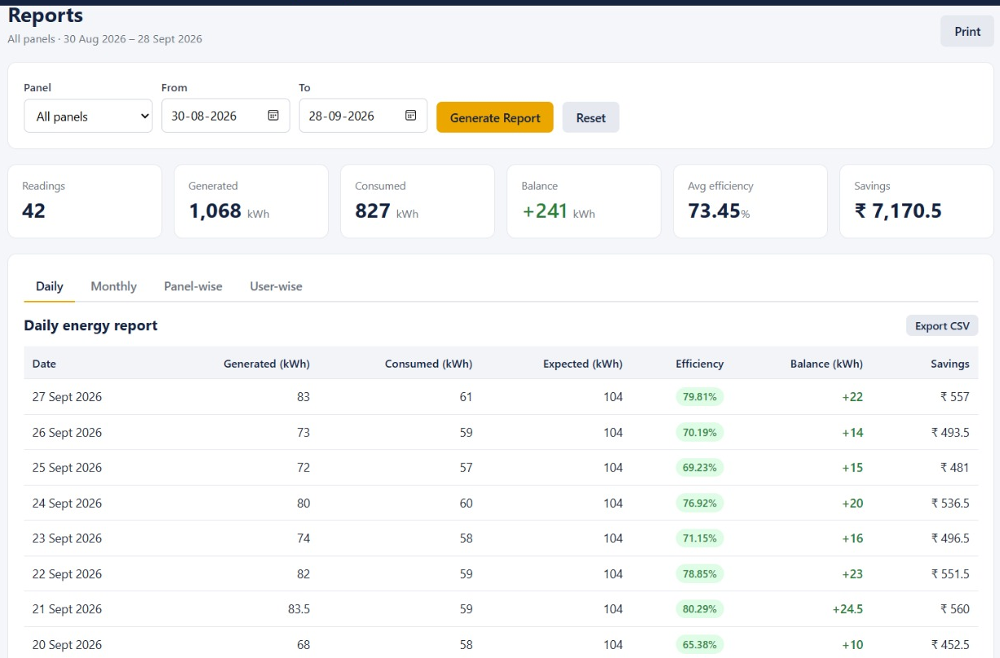 Reports
All panels · 30 Aug 2026 – 28 Sept 2026
Print
Panel From To
All panels 30-08-2026 28-09-2026 Generate Report Reset
Readings Generated Consumed Balance Avg efficiency Savings
42 1,068 kWh 827 kWh +241 kWh 73.45% ₹ 7,170.5
Daily Monthly Panel-wise User-wise
Daily energy report Export CSV
Date Generated (kWh) Consumed (kWh) Expected (kWh) Efficiency Balance (kWh) Savings
27 Sept 2026 83 61 104 79.81% +22 ₹ 557
26 Sept 2026 73 59 104 70.19% +14 ₹ 493.5
25 Sept 2026 72 57 104 69.23% +15 ₹ 481
24 Sept 2026 80 60 104 76.92% +20 ₹ 536.5
23 Sept 2026 74 58 104 71.15% +16 ₹ 496.5
22 Sept 2026 82 59 104 78.85% +23 ₹ 551.5
21 Sept 2026 83.5 59 104 80.29% +24.5 ₹ 560
20 Sept 2026 68 58 104 65.38% +10 ₹ 452.5